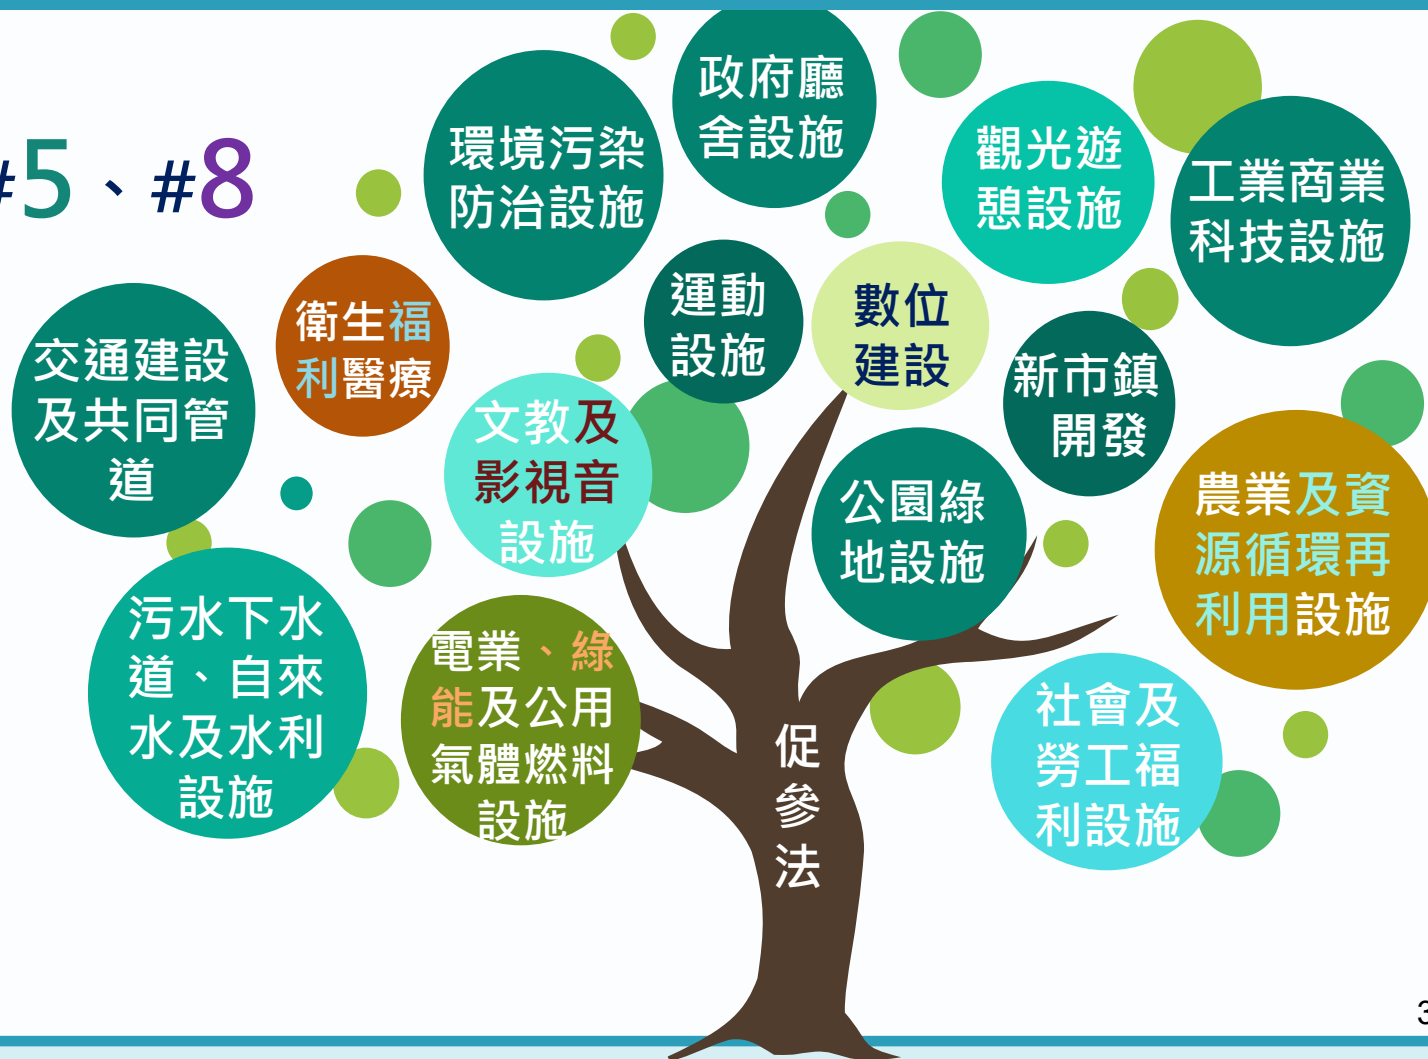 #5、#8
環境污染
防治設施
政府廳
舍設施
觀光遊
憩設施
工業商業
科技設施
交通建設
及共同管
道
衛生福
利醫療
運動
設施
數位
建設
新市鎮
開發
文教及
影視音
設施
公園綠
地設施
農業及資
源循環再
利用設施
污水下水
道、自來
水及水利
設施
電業、綠
能及公用
氣體燃料
設施
社會及
勞工福
利設施
促
參
法
3